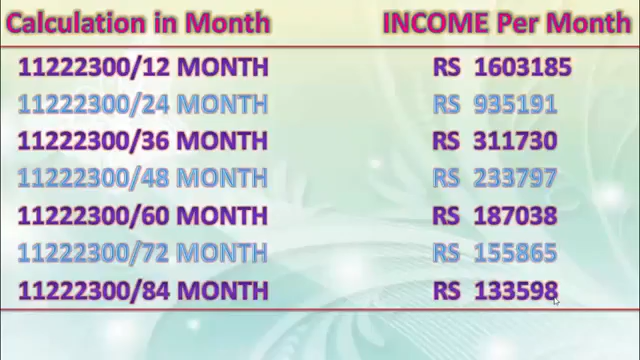 Calculation in Month INCOME Per Month
11222300/12 MONTH RS 1603185
11222300/24 MONTH RS 935191
11222300/36 MONTH RS 311730
11222300/48 MONTH RS 233797
11222300/60 MONTH RS 187038
11222300/72 MONTH RS 155865
11222300/84 MONTH RS 133598